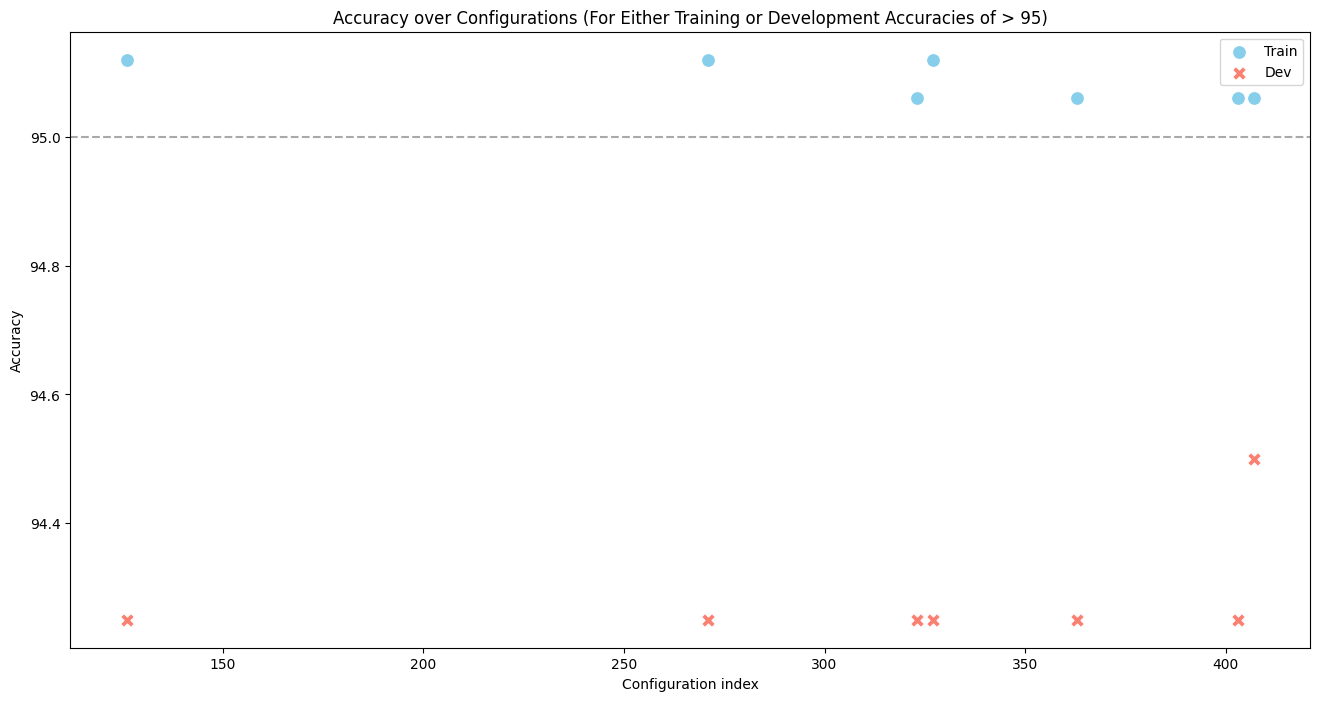 Accuracy over Configurations (For Either Training or Development Accuracies of > 95)
Train
Dev
Accuracy
95.0
94.8
94.6
94.4
150
200
250
300
350
400
Configuration index